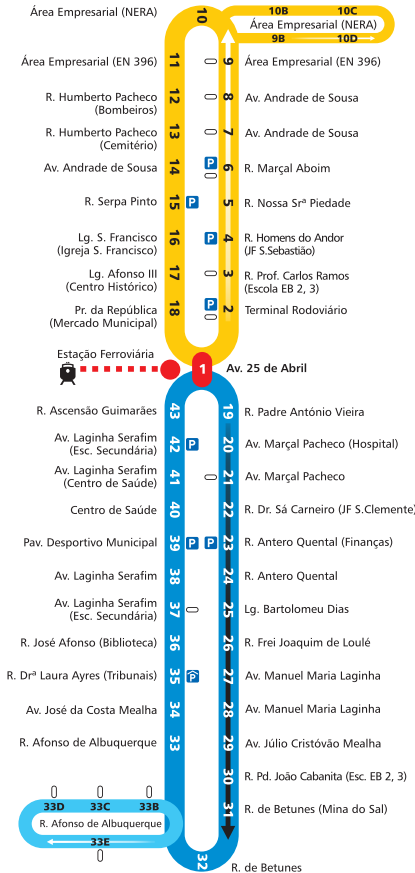 Área Empresarial (NERA)
10
10B 10C
Área Empresarial (NERA)
9B 10D
Área Empresarial (EN 396)
11
9
Área Empresarial (EN 396)
R. Humberto Pacheco
(Bombeiros)
12
8
Av. Andrade de Sousa
R. Humberto Pacheco
(Cemitério)
13
7
Av. Andrade de Sousa
Av. Andrade de Sousa
14
P
6
R. Marçal Aboim
R. Serpa Pinto
15
P
5
R. Nossa Srª Piedade
Lg. S. Francisco
(Igreja S. Francisco)
16
P
4
R. Homens do Andor
(JF S.Sebastião)
Lg. Afonso III
(Centro Histórico)
17
3
R. Prof. Carlos Ramos
(Escola EB 2, 3)
Pr. da República
(Mercado Municipal)
18
P
2
Terminal Rodoviário
Estação Ferroviária
1
Av. 25 de Abril
R. Ascensão Guimarães
43
19
R. Padre António Vieira
Av. Laginha Serafim
(Esc. Secundária)
42
P
20
Av. Marçal Pacheco (Hospital)
Av. Laginha Serafim
(Centro de Saúde)
41
21
Av. Marçal Pacheco
Centro de Saúde
40
22
R. Dr. Sá Carneiro (JF S.Clemente)
Pav. Desportivo Municipal
39
P
P
23
R. Antero Quental (Finanças)
Av. Laginha Serafim
38
24
R. Antero Quental
Av. Laginha Serafim
(Esc. Secundária)
37
25
Lg. Bartolomeu Dias
R. José Afonso (Biblioteca)
36
26
R. Frei Joaquim de Loulé
R. Drª Laura Ayres (Tribunais)
35
P
27
Av. Manuel Maria Laginha
Av. José da Costa Mealha
34
28
Av. Manuel Maria Laginha
R. Afonso de Albuquerque
33
29
Av. Júlio Cristóvão Mealha
30
R. Pd. João Cabanita (Esc. EB 2, 3)
33D 33C 33B
31
R. de Betunes (Mina do Sal)
R. Afonso de Albuquerque
33E
32
R. de Betunes